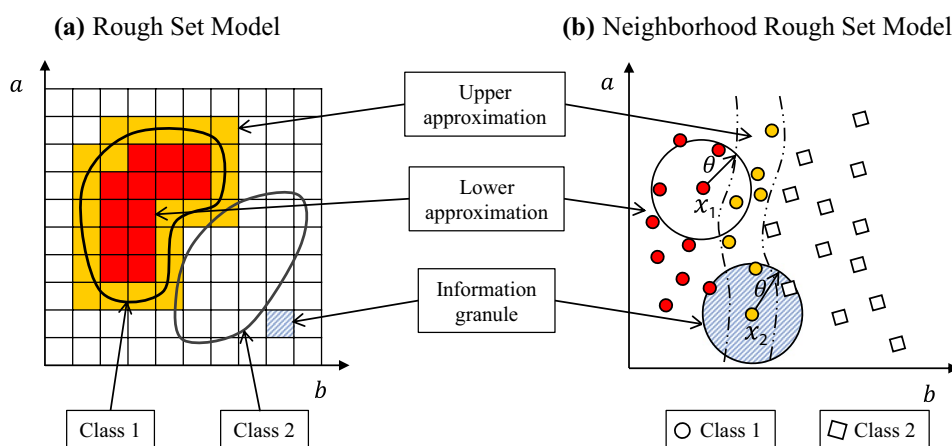 (a) Rough Set Model
(b) Neighborhood Rough Set Model
a
Upper
approximation
a
θ
Lower
approximation
x₁
Information
granule
θ
x₂
b
b
Class 1
Class 2
Class 1
Class 2